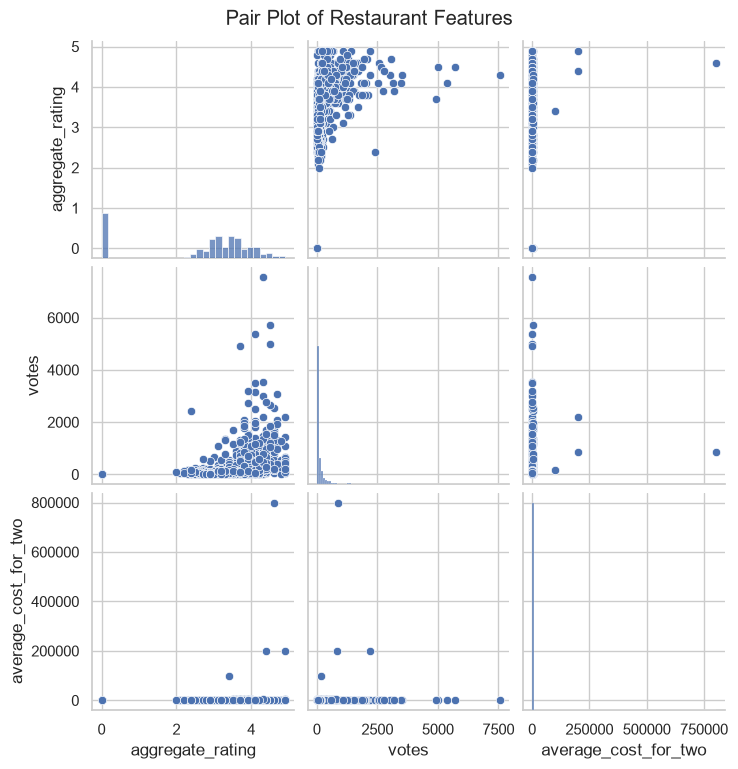 Pair Plot of Restaurant Features
5
4
3
2
1
0
aggregate_rating
6000
4000
2000
0
votes
800000
600000
400000
200000
0
average_cost_for_two
0 2 4
aggregate_rating
0 2500 5000 7500
votes
0 250000 500000 750000
average_cost_for_two